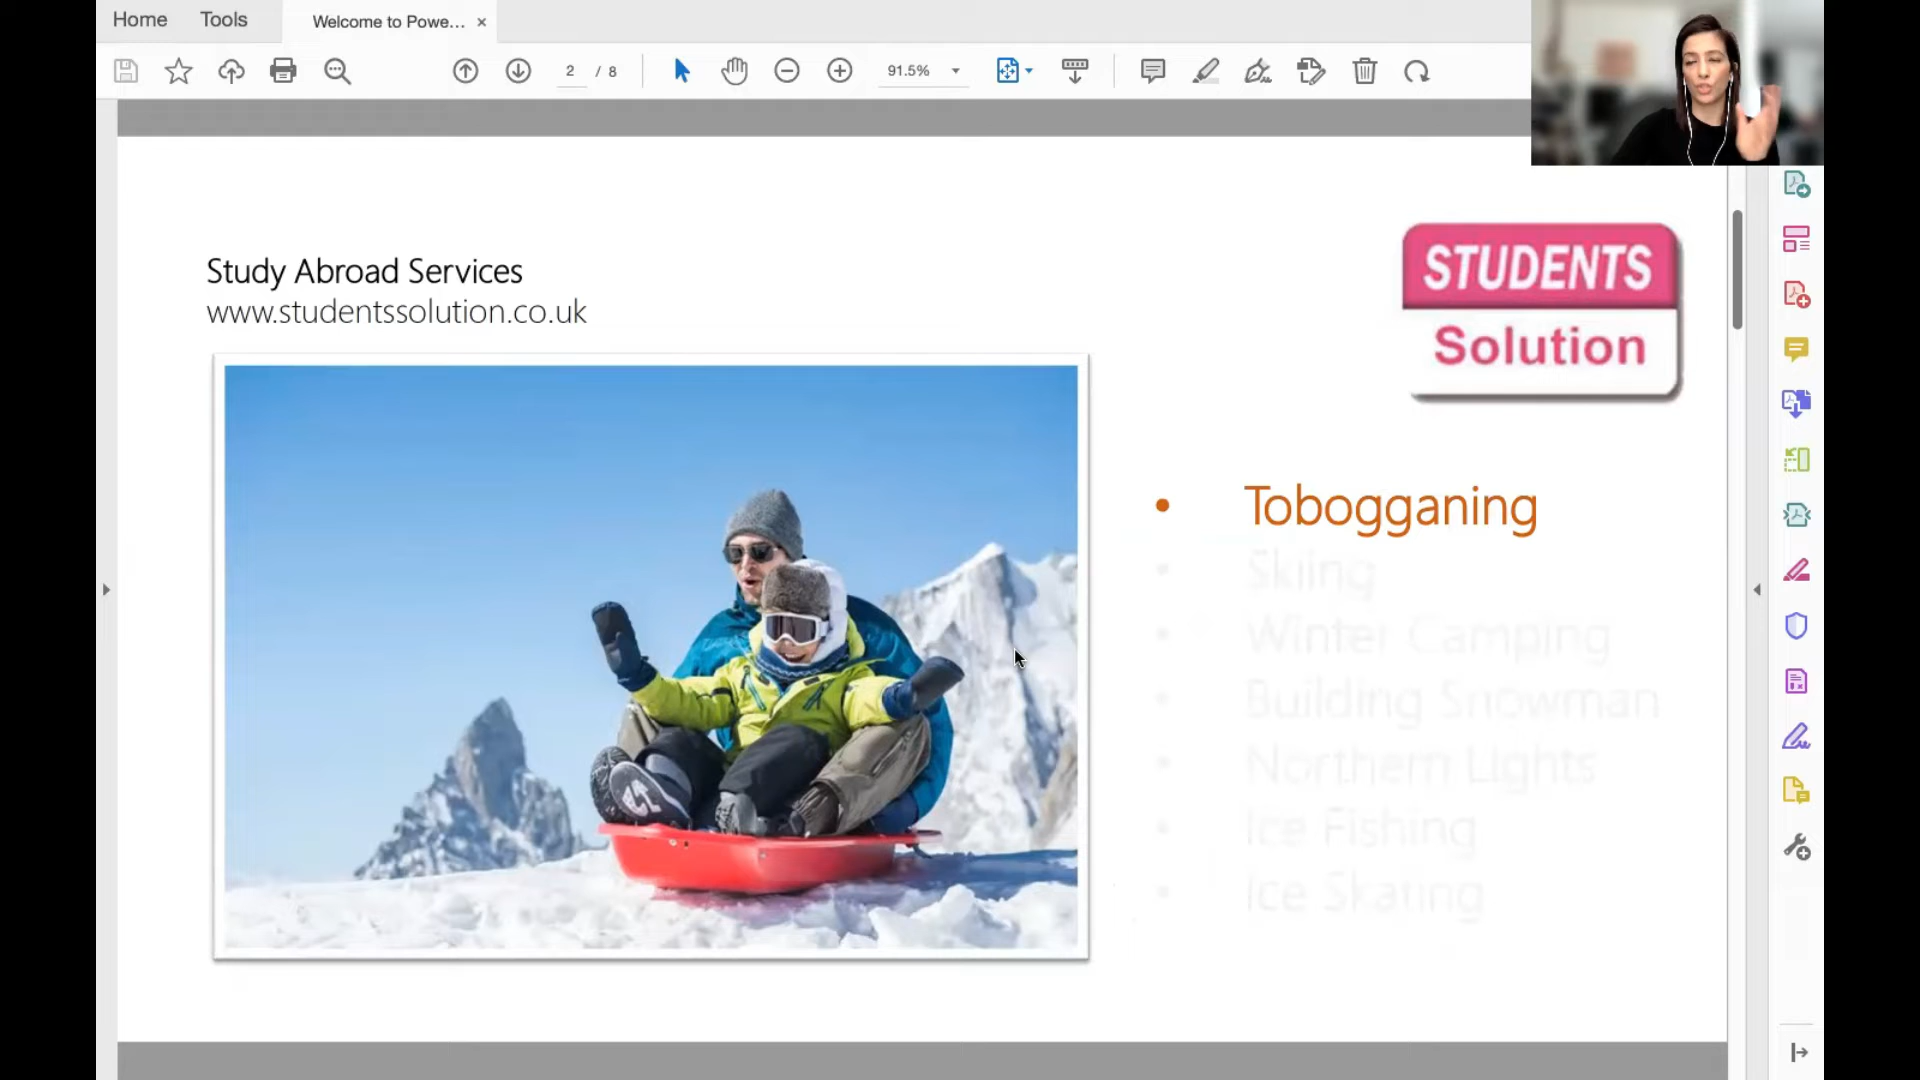 Home Tools Welcome to Powe... ×
2 / 8 91.5%
Study Abroad Services
www.studentssolution.co.uk
STUDENTS
Solution
• Tobogganing
• Skiing
• Winter Camping
• Building Snowman
• Northern Lights
• Ice Fishing
• Ice Skating